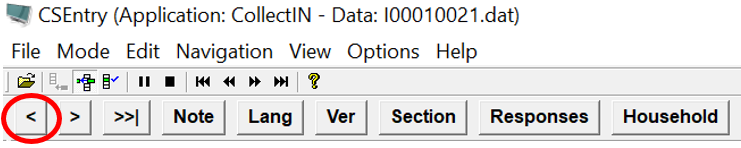 CSEntry (Application: CollectIN - Data: I00010021.dat)
File Mode Edit Navigation View Options Help
< > >>| Note Lang Ver Section Responses Household